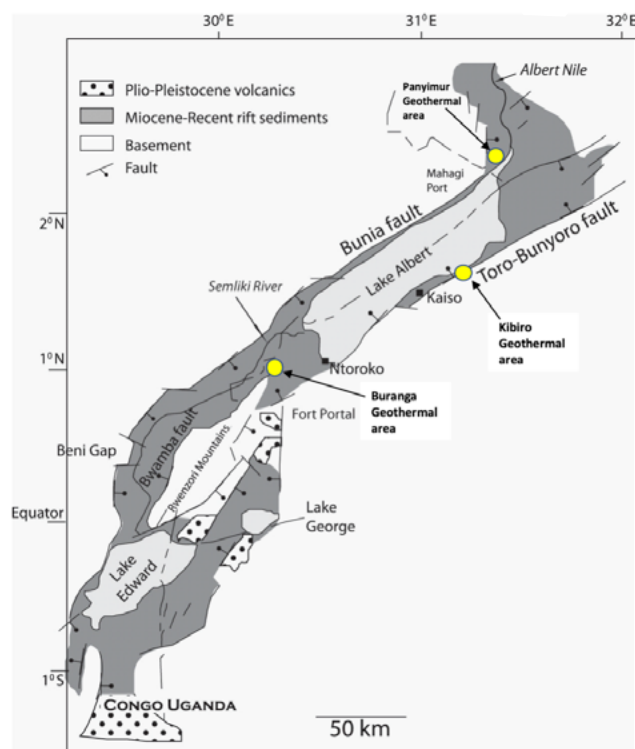 30°E
31°E
32°E
Albert Nile
Plio-Pleistocene volcanics
Panyimur
Geothermal
area
Miocene-Recent rift sediments
Basement
Fault
Mahagi
Port
2°N
Bunia fault
Toro-Bunyoro fault
Lake Albert
Semliki River
Kaiso
Kibiro
Geothermal
area
1°N
Ntoroko
Buranga
Geothermal
area
Fort Portal
Bwamba fault
Beni Gap
Rwenzori Mountains
Equator
Lake
George
Lake
Edward
1°S
CONGO UGANDA
50 km